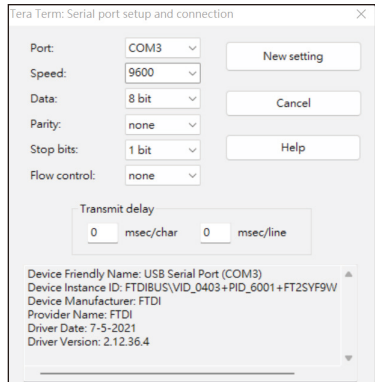 Tera Term: Serial port setup and connection
Port: COM3
New setting
Speed: 9600
Data: 8 bit
Cancel
Parity: none
Stop bits: 1 bit
Help
Flow control: none
Transmit delay
0 msec/char 0 msec/line
Device Friendly Name: USB Serial Port (COM3)
Device Instance ID: FTDIBUS\VID_0403+PID_6001+FT2SYF9W
Device Manufacturer: FTDI
Provider Name: FTDI
Driver Date: 7-5-2021
Driver Version: 2.12.36.4